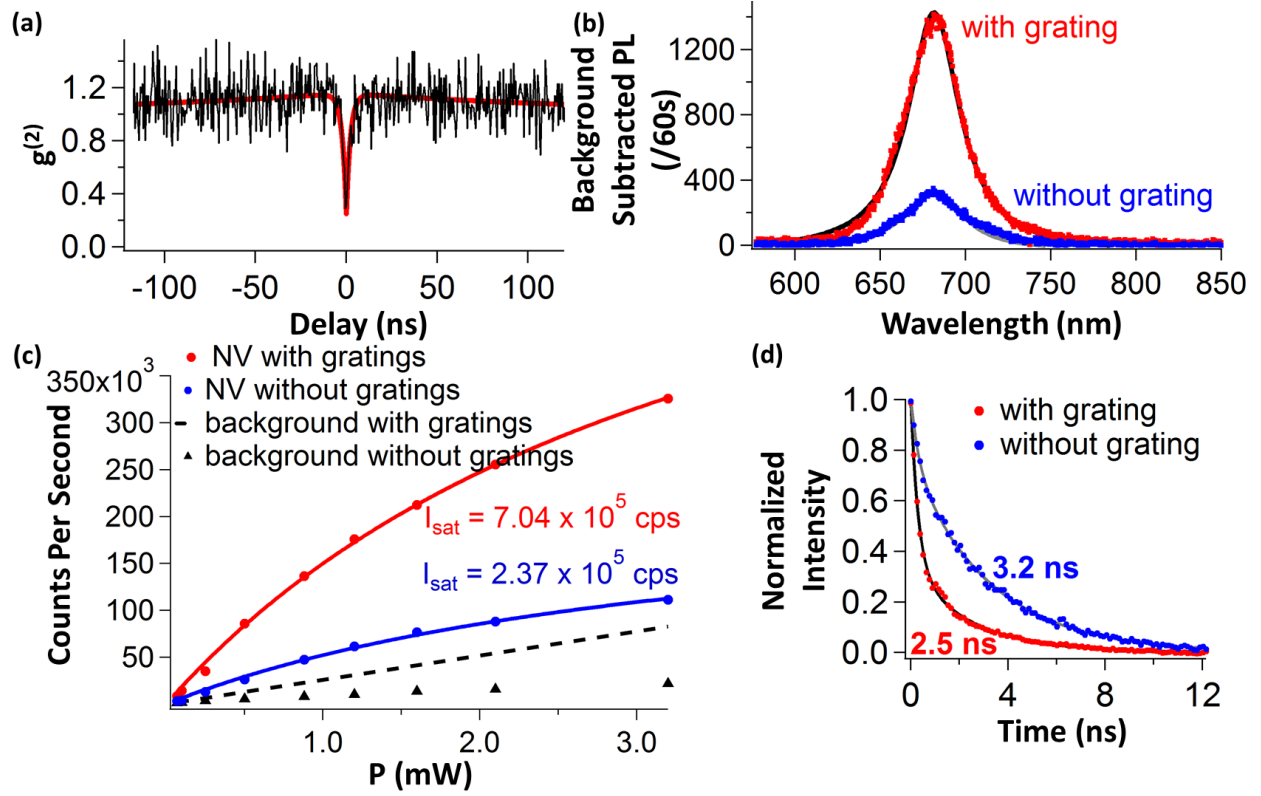 (a)
g(2)
1.2
0.8
0.4
0.0
-100
-50
0
50
100
Delay (ns)
(b)
Background
Subtracted PL
(/60s)
1200
800
400
0
with grating
without grating
600
650
700
750
800
850
Wavelength (nm)
(c)
NV with gratings
NV without gratings
background with gratings
background without gratings
350x10³
300
250
200
150
100
50
Counts Per Second
Isat = 7.04 x 10⁵ cps
Isat = 2.37 x 10⁵ cps
1.0
2.0
3.0
P (mW)
(d)
with grating
without grating
Normalized
Intensity
1.0
0.8
0.6
0.4
0.2
0.0
3.2 ns
2.5 ns
0
4
8
12
Time (ns)